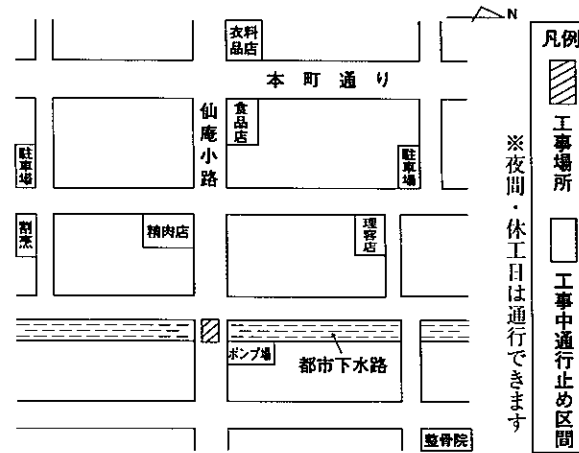 N
衣料
品店
本町通り
仙庵小路
食品店
駐車場
駐車場
割烹
精肉店
理容店
ポンプ場
都市下水路
整骨院
※夜間・休工日は通行できます
凡例
工事場所
工事中通行止め区間